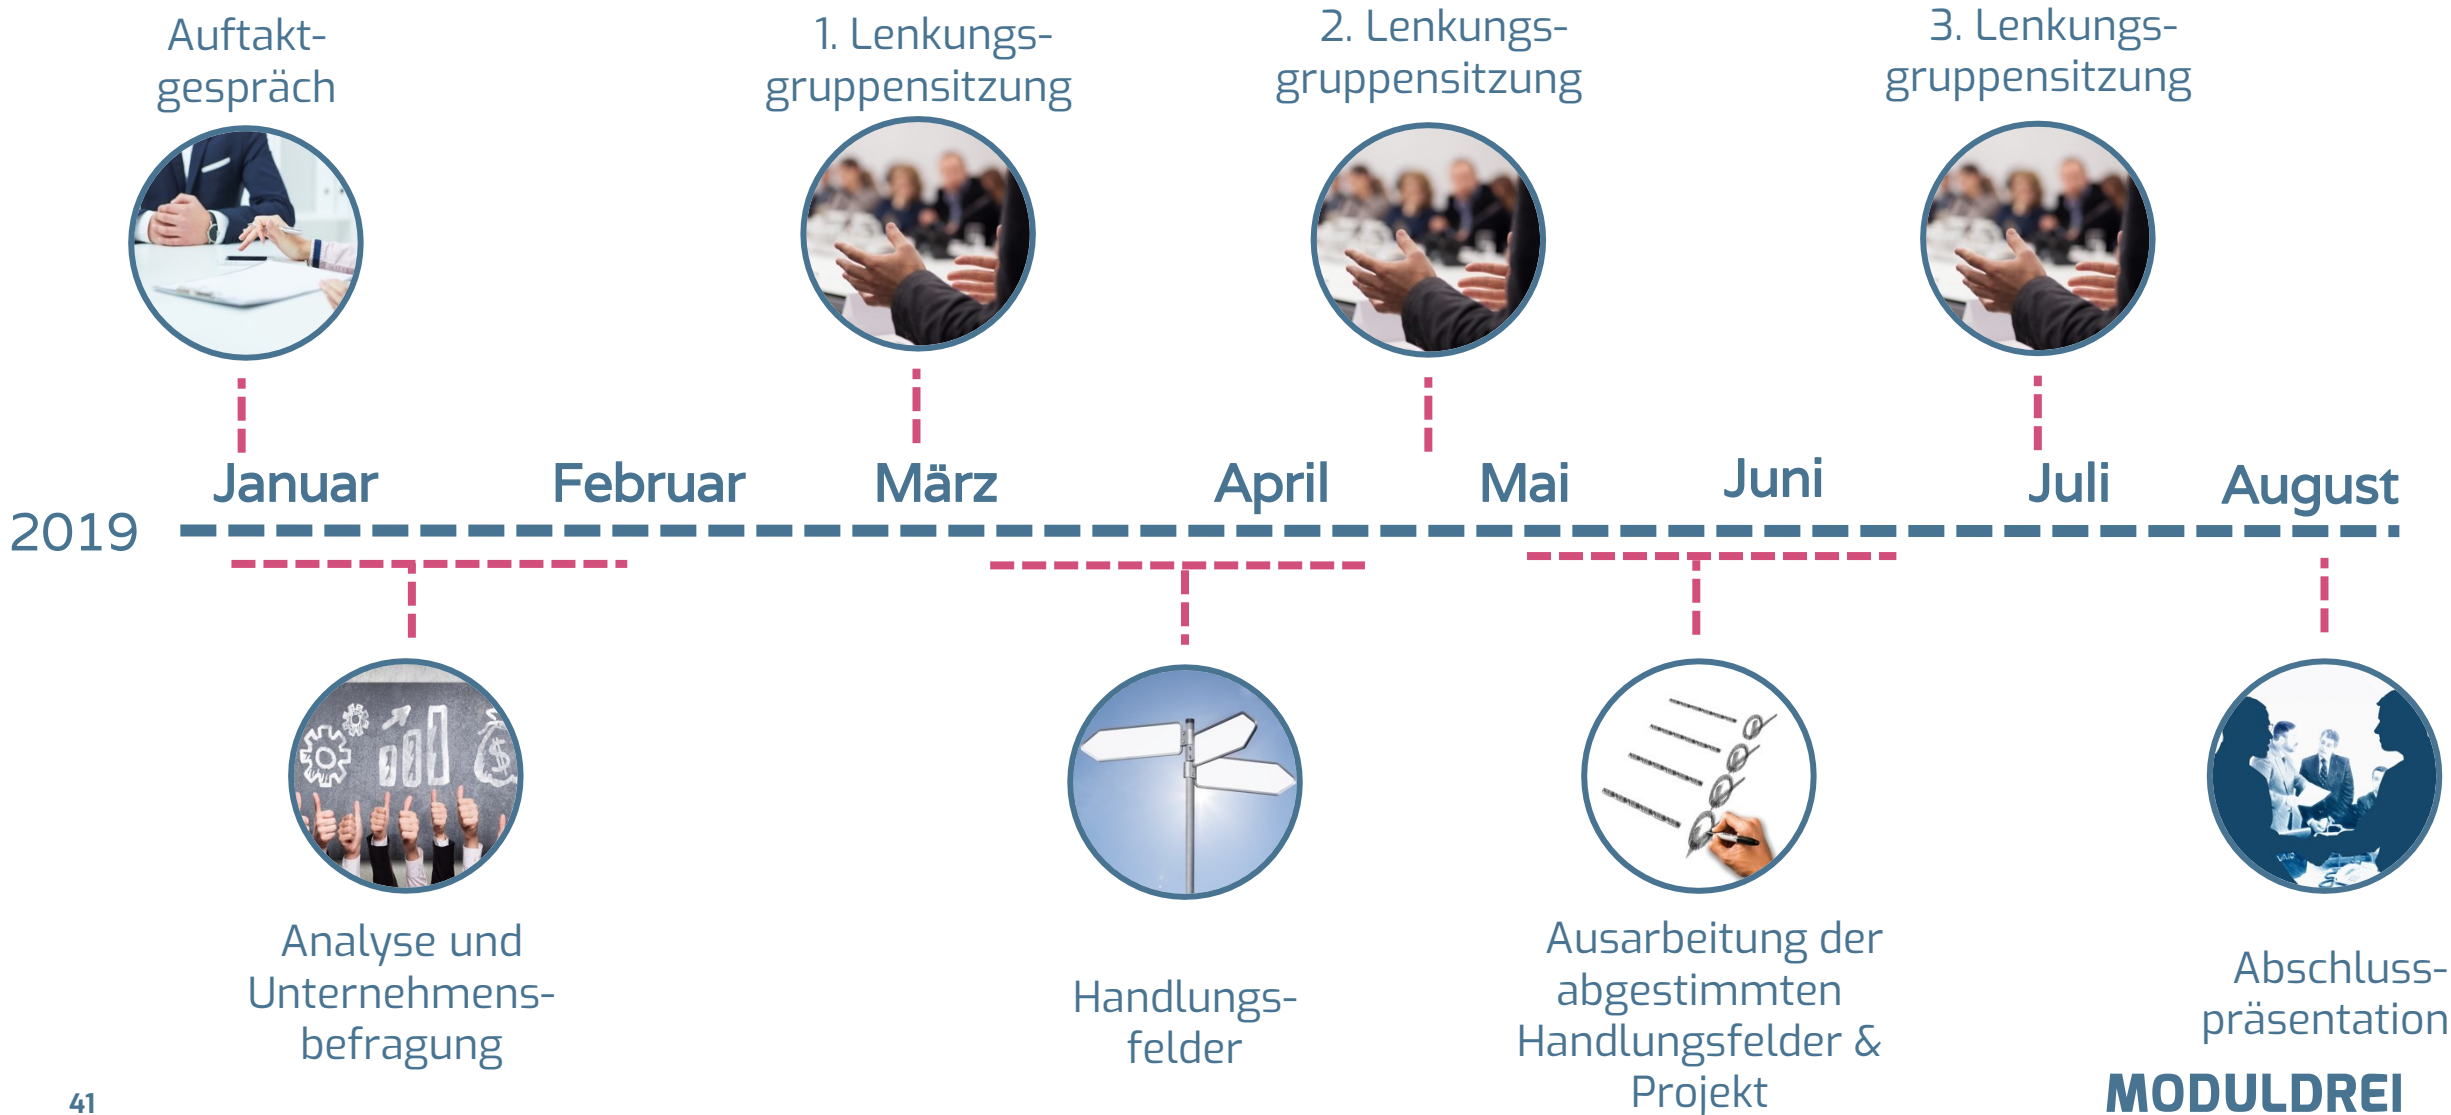 Auftakt-
gespräch
1. Lenkungs-
gruppensitzung
2. Lenkungs-
gruppensitzung
3. Lenkungs-
gruppensitzung
Januar
Februar
März
April
Mai
Juni
Juli
August
2019
Analyse und
Unternehmens-
befragung
Handlungs-
felder
Ausarbeitung der
abgestimmten
Handlungsfelder &
Projekt
Abschluss-
präsentation
41
MODULDREI